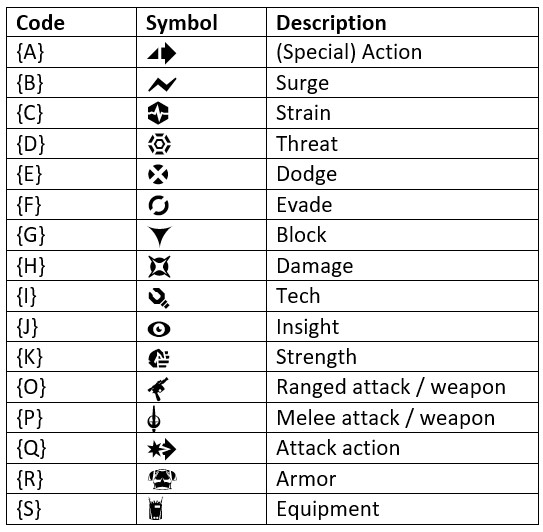 Code Symbol Description
{A} (Special) Action
{B} Surge
{C} Strain
{D} Threat
{E} Dodge
{F} Evade
{G} Block
{H} Damage
{I} Tech
{J} Insight
{K} Strength
{O} Ranged attack / weapon
{P} Melee attack / weapon
{Q} Attack action
{R} Armor
{S} Equipment